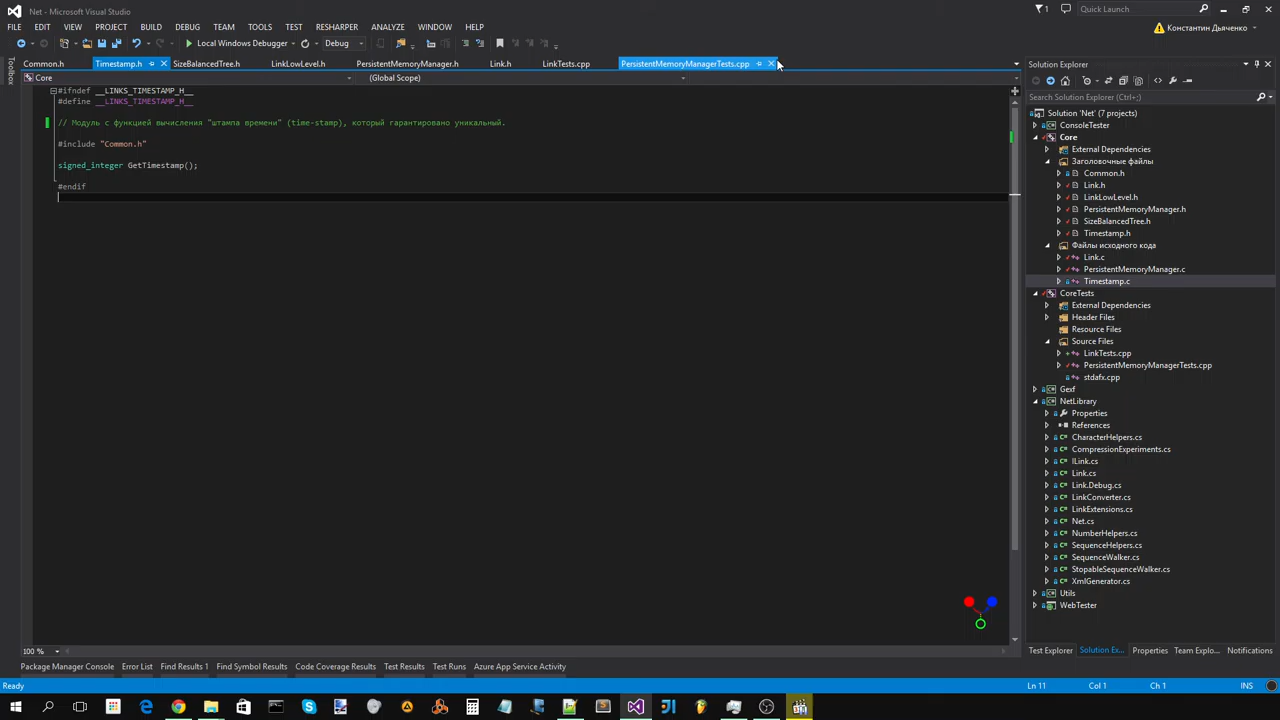 Net - Microsoft Visual Studio
1
Quick Launch
FILE EDIT VIEW PROJECT BUILD DEBUG TEAM TOOLS TEST RESHARPER ANALYZE WINDOW HELP
Константин Дьяченко
Local Windows Debugger Debug
Toolbox
Common.h Timestamp.h SizeBalancedTree.h LinkLowLevel.h PersistentMemoryManager.h Link.h LinkTests.cpp PersistentMemoryManagerTests.cpp
Core (Global Scope)
#ifndef __LINKS_TIMESTAMP_H__
#define __LINKS_TIMESTAMP_H__
// Модуль с функцией вычисления "штампа времени" (time-stamp), который гарантировано уникальный.
#include "Common.h"
signed_integer GetTimestamp();
#endif
100 %
Solution Explorer
Search Solution Explorer (Ctrl+;)
Solution 'Net' (7 projects)
ConsoleTester
Core
External Dependencies
Заголовочные файлы
Common.h
Link.h
LinkLowLevel.h
PersistentMemoryManager.h
SizeBalancedTree.h
Timestamp.h
Файлы исходного кода
Link.c
PersistentMemoryManager.c
Timestamp.c
CoreTests
External Dependencies
Header Files
Resource Files
Source Files
LinkTests.cpp
PersistentMemoryManagerTests.cpp
stdafx.cpp
Gexf
NetLibrary
Properties
References
CharacterHelpers.cs
CompressionExperiments.cs
ILink.cs
Link.cs
Link.Debug.cs
LinkConverter.cs
LinkExtensions.cs
Net.cs
NumberHelpers.cs
SequenceHelpers.cs
SequenceWalker.cs
StopableSequenceWalker.cs
XmlGenerator.cs
Utils
WebTester
Test Explorer Solution Ex... Properties Team Explo... Notifications
Package Manager Console Error List Find Results 1 Find Symbol Results Code Coverage Results Test Results Test Runs Azure App Service Activity
Ready Ln 11 Col 1 Ch 1 INS